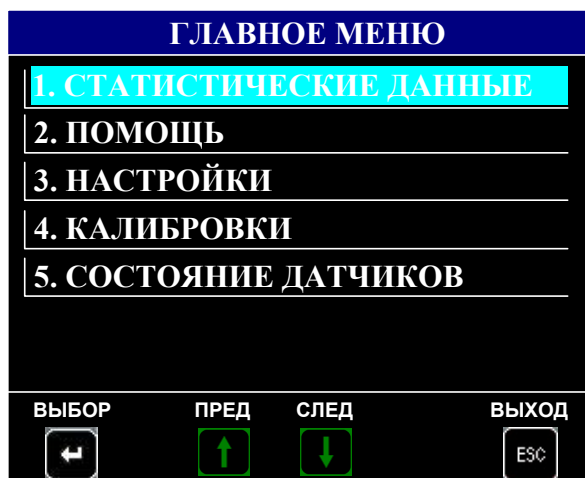 ГЛАВНОЕ МЕНЮ
1. СТАТИСТИЧЕСКИЕ ДАННЫЕ
2. ПОМОЩЬ
3. НАСТРОЙКИ
4. КАЛИБРОВКИ
5. СОСТОЯНИЕ ДАТЧИКОВ
ВЫБОР ПРЕД СЛЕД ВЫХОД
ESC